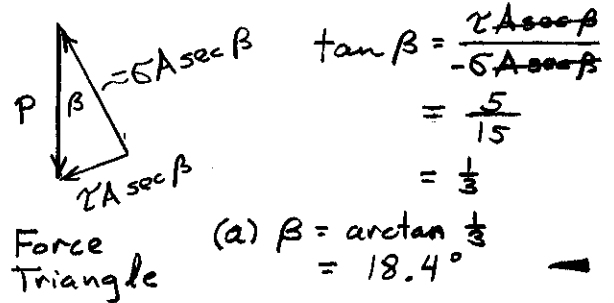 P
β
-σA sec β
τA sec β
Force
Triangle
tan β = τA sec β / -σA sec β
= 5/15
= 1/3
(a) β = arctan 1/3
= 18.4°